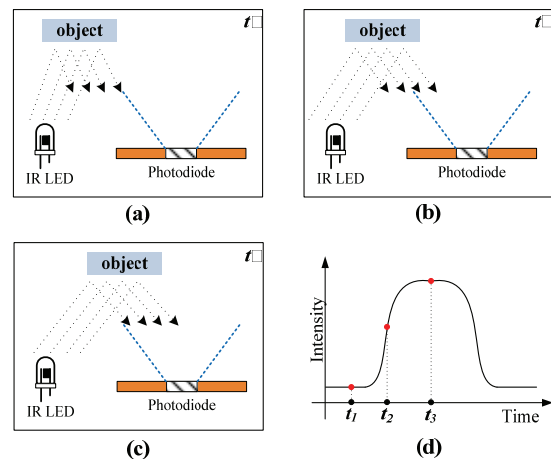 t□
object
IR LED
Photodiode
(a)
t□
object
IR LED
Photodiode
(b)
t□
object
IR LED
Photodiode
(c)
Intensity
t1 t2 t3 Time
(d)